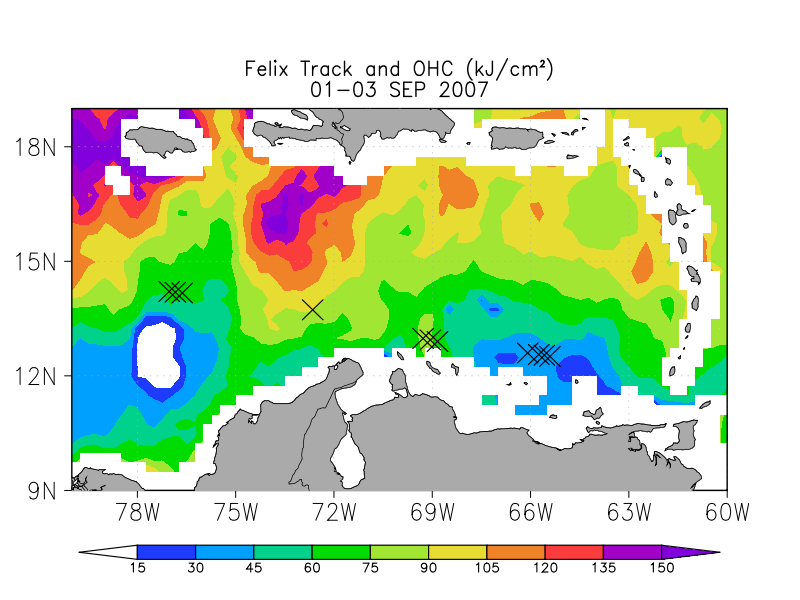 Felix Track and OHC (kJ/cm²)
01–03 SEP 2007
18N
15N
12N
9N
78W 75W 72W 69W 66W 63W 60W
15 30 45 60 75 90 105 120 135 150